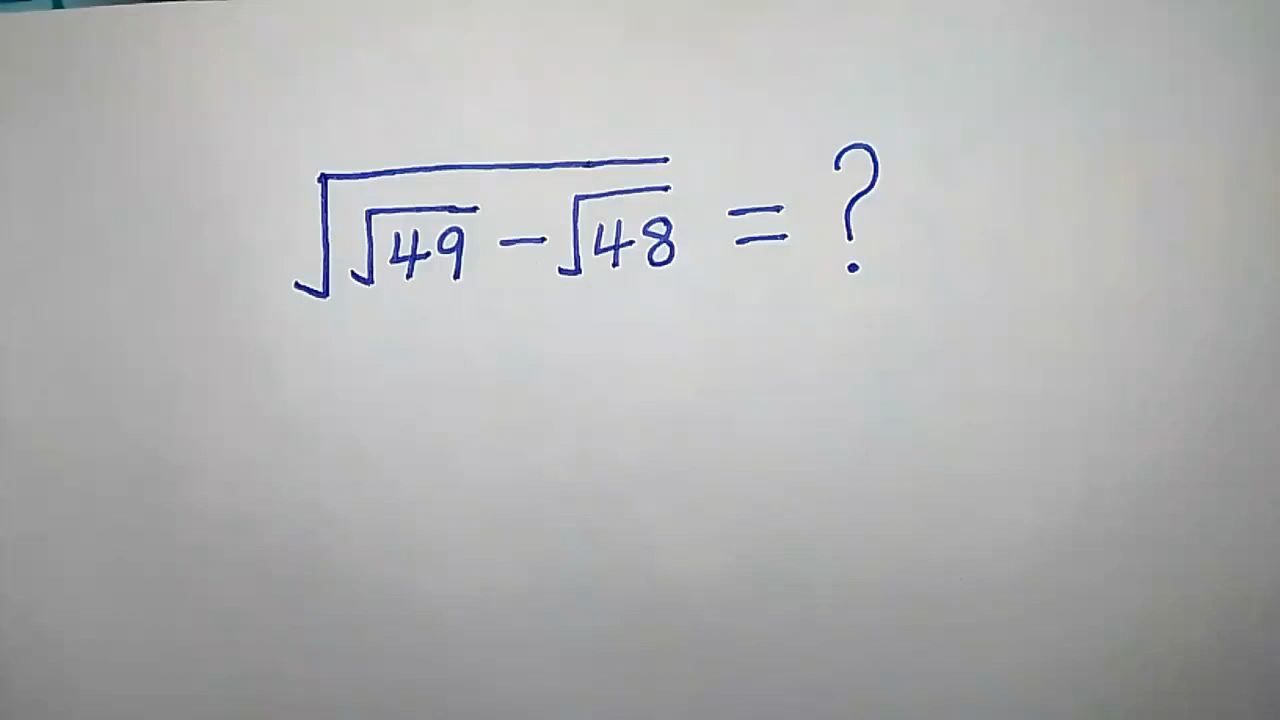 √(√49 − √48) = ?